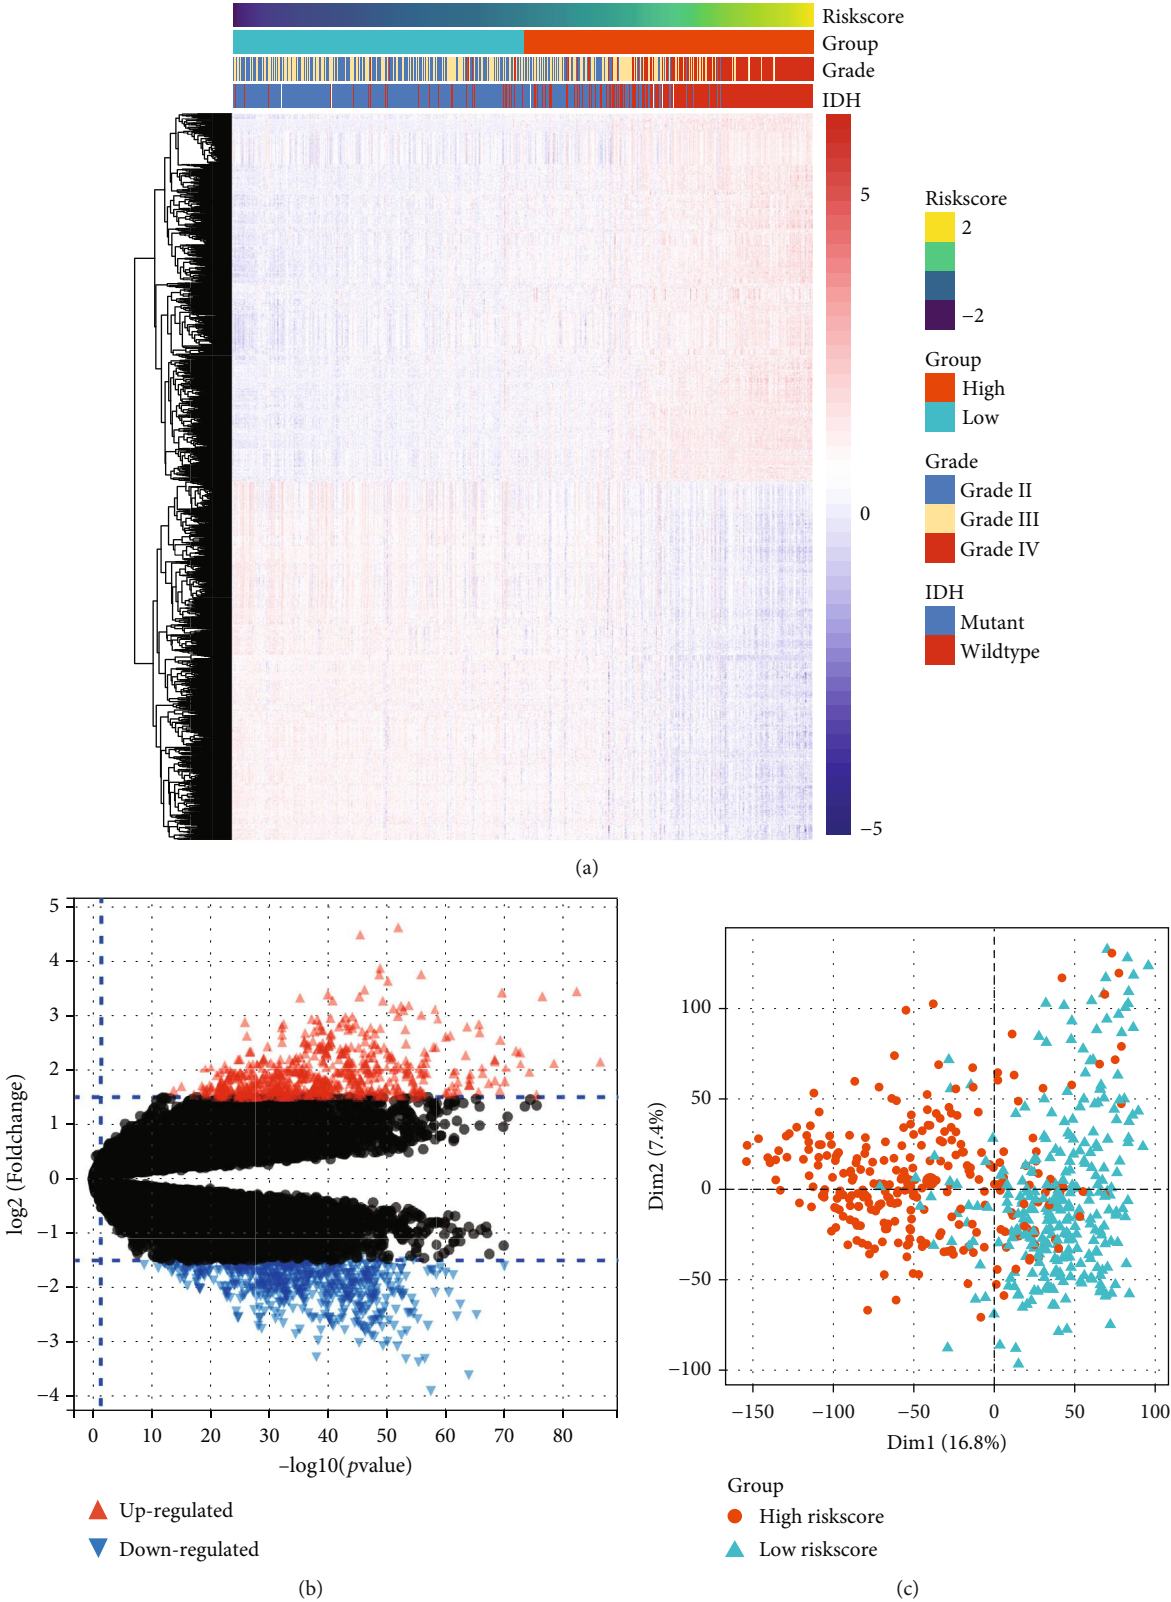 Riskscore
Group
Grade
IDH
5
0
−5
Riskscore
2
−2
Group
High
Low
Grade
Grade II
Grade III
Grade IV
IDH
Mutant
Wildtype
(a)
5
4
3
2
1
0
−1
−2
−3
−4
log2 (Foldchange)
0 10 20 30 40 50 60 70 80
−log10(pvalue)
Up-regulated
Down-regulated
(b)
100
50
0
−50
−100
Dim2 (7.4%)
−150 −100 −50 0 50 100
Dim1 (16.8%)
Group
High riskscore
Low riskscore
(c)